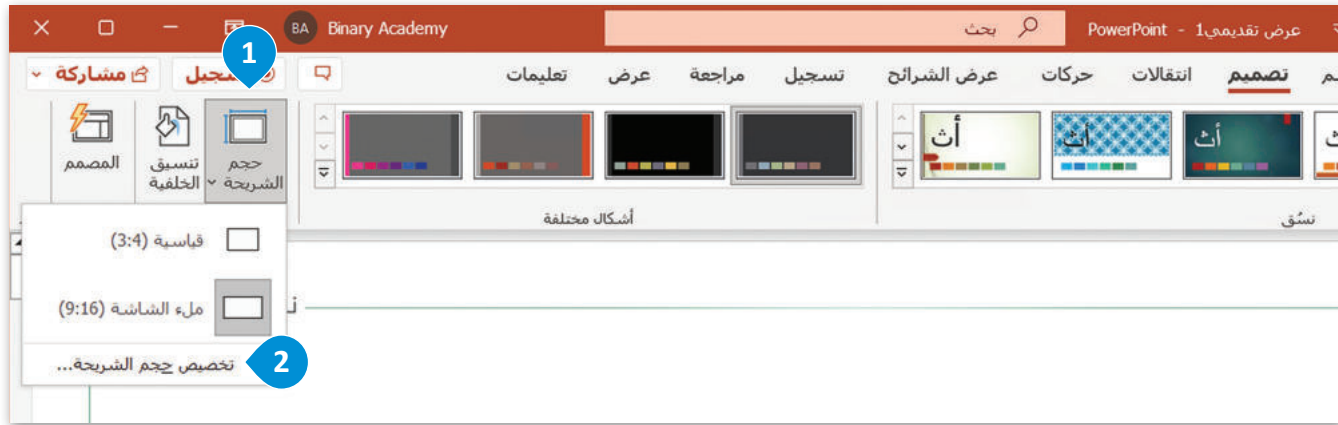 عرض تقديمي1 - PowerPoint
بحث
Binary Academy
BA
تصميم
انتقالات
حركات
عرض الشرائح
تسجيل
مراجعة
عرض
تعليمات
مشاركة
1
أث
أث
أث
نسُق
أشكال مختلفة
حجم الشريحة
تنسيق الخلفية
المصمم
قياسية (3:4)
ملء الشاشة (9:16)
تخصيص حجم الشريحة...
2